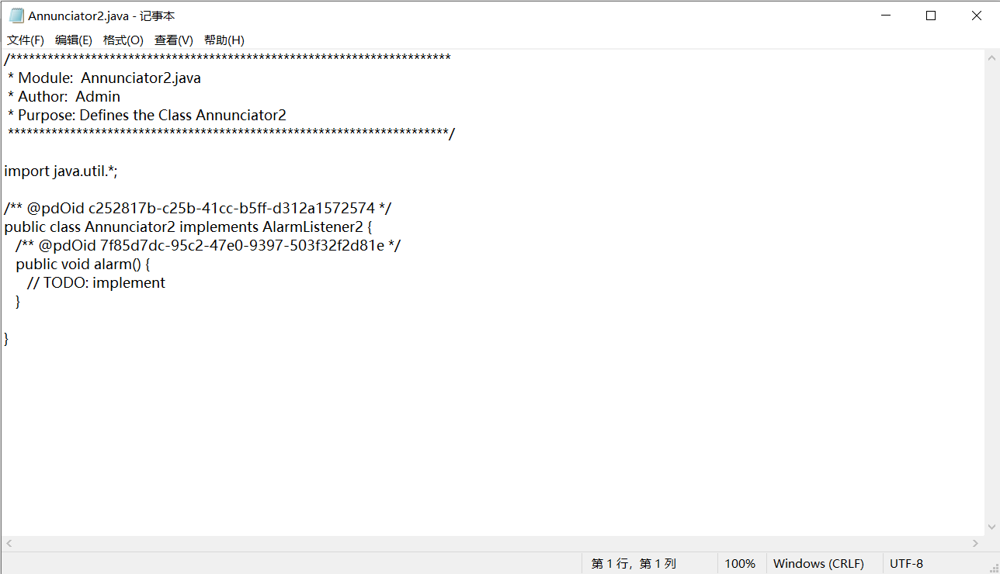 Annunciator2.java - 记事本
文件(F) 编辑(E) 格式(O) 查看(V) 帮助(H)
/***********************************************************************
 * Module:  Annunciator2.java
 * Author:  Admin
 * Purpose: Defines the Class Annunciator2
 ***********************************************************************/
import java.util.*;
/** @pdOid c252817b-c25b-41cc-b5ff-d312a1572574 */
public class Annunciator2 implements AlarmListener2 {
   /** @pdOid 7f85d7dc-95c2-47e0-9397-503f32f2d81e */
   public void alarm() {
      // TODO: implement
   }
}
第 1 行，第 1 列 100% Windows (CRLF) UTF-8